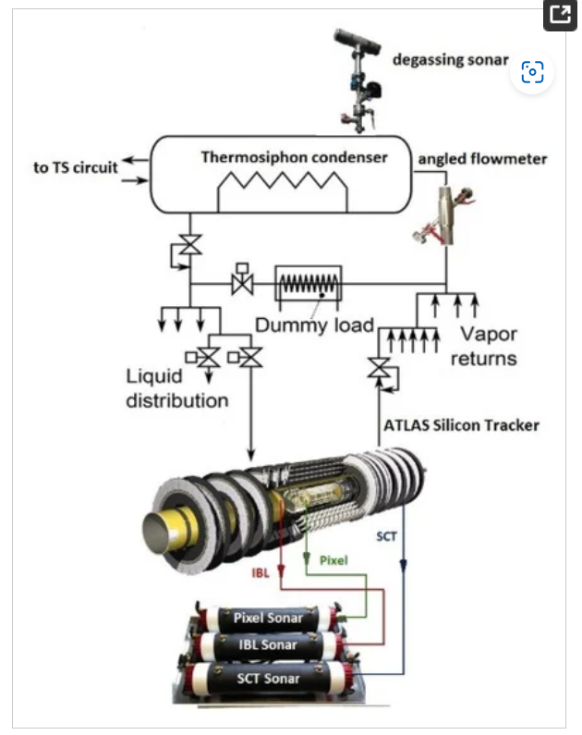 degassing sonar
Thermosiphon condenser
angled flowmeter
to TS circuit
Dummy load
Vapor
returns
Liquid
distribution
ATLAS Silicon Tracker
SCT
Pixel
IBL
Pixel Sonar
IBL Sonar
SCT Sonar